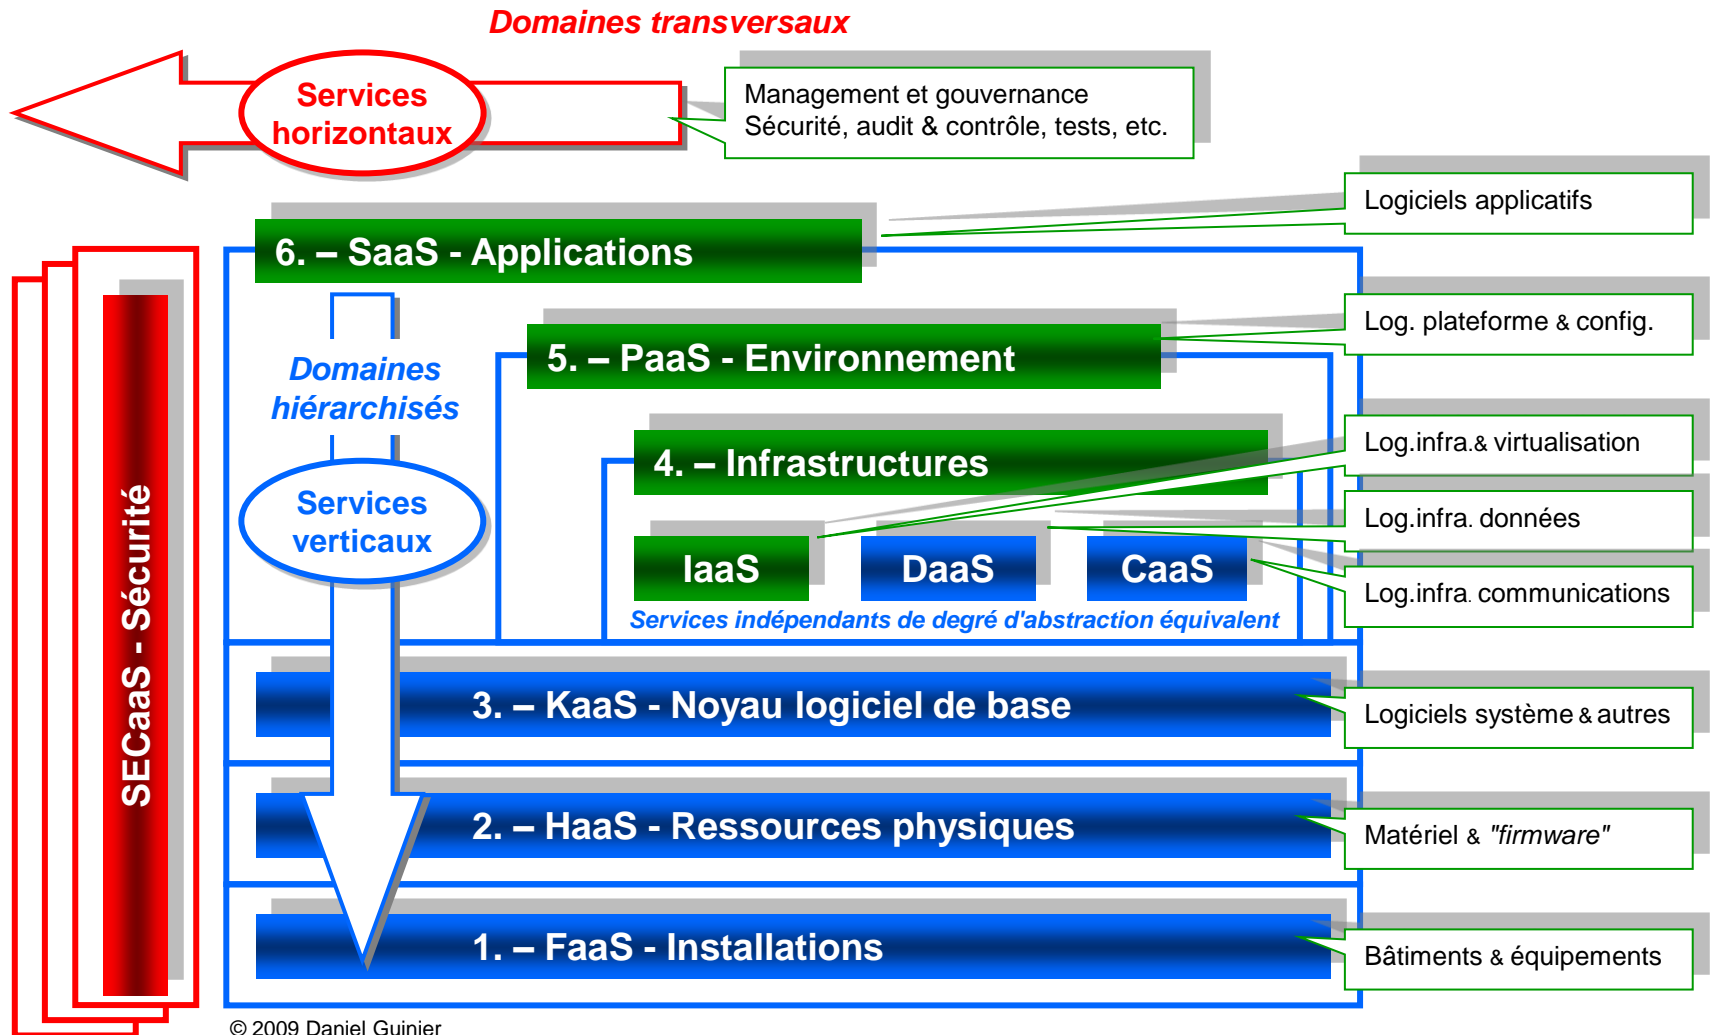 Domaines transversaux
Services
horizontaux
Management et gouvernance
Sécurité, audit & contrôle, tests, etc.
Logiciels applicatifs
6. – SaaS - Applications
Log. plateforme & config.
5. – PaaS - Environnement
Domaines
hiérarchisés
Log.infra.& virtualisation
4. – Infrastructures
Services
verticaux
Log.infra. données
IaaS
DaaS
CaaS
Log.infra. communications
Services indépendants de degré d'abstraction équivalent
SECaaS - Sécurité
3. – KaaS - Noyau logiciel de base
Logiciels système & autres
2. – HaaS - Ressources physiques
Matériel & "firmware"
1. – FaaS - Installations
Bâtiments & équipements
© 2009 Daniel Guinier